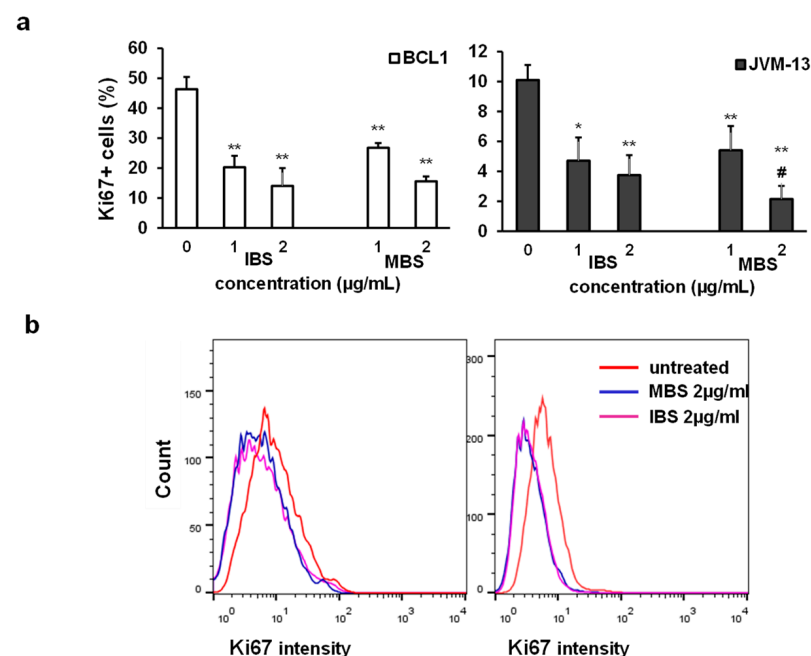 a
60
50
40
30
20
10
0
Ki67+ cells (%)
BCL1
** ** ** **
0 1 2 1 2
IBS MBS
concentration (µg/mL)
12
10
8
6
4
2
0
JVM-13
* ** ** **
#
0 1 2 1 2
IBS MBS
concentration (µg/mL)
b
150
100
50
0
Count
10⁰ 10¹ 10² 10³ 10⁴
Ki67 intensity
300
200
100
0
untreated
MBS 2µg/ml
IBS 2µg/ml
10⁰ 10¹ 10² 10³ 10⁴
Ki67 intensity